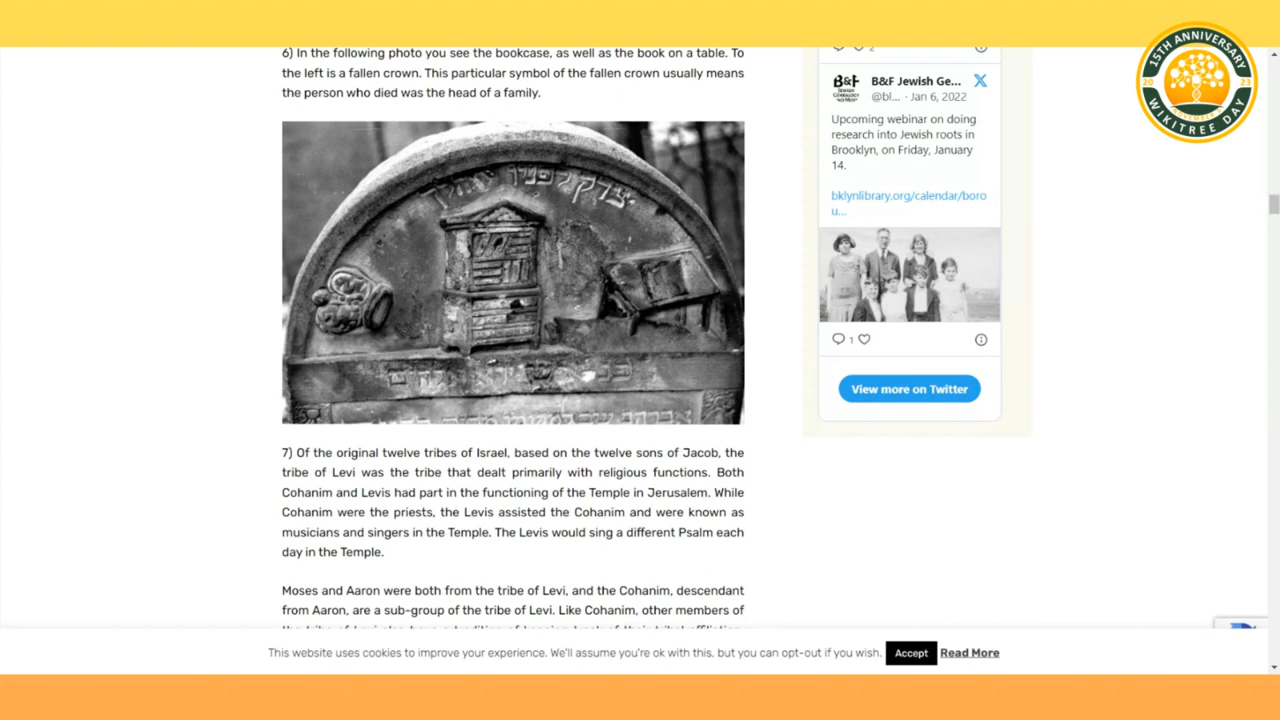 6) In the following photo you see the bookcase, as well as the book on a table. To
the left is a fallen crown. This particular symbol of the fallen crown usually means
the person who died was the head of a family.
צדק לפניו יהלך
7) Of the original twelve tribes of Israel, based on the twelve sons of Jacob, the
tribe of Levi was the tribe that dealt primarily with religious functions. Both
Cohanim and Levis had part in the functioning of the Temple in Jerusalem. While
Cohanim were the priests, the Levis assisted the Cohanim and were known as
musicians and singers in the Temple. The Levis would sing a different Psalm each
day in the Temple.
Moses and Aaron were both from the tribe of Levi, and the Cohanim, descendant
from Aaron, are a sub-group of the tribe of Levi. Like Cohanim, other members of
2
B&F
B&F Jewish Ge...
@bl... · Jan 6, 2022
Upcoming webinar on doing
research into Jewish roots in
Brooklyn, on Friday, January
14.
bklynlibrary.org/calendar/boro
u...
1
View more on Twitter
15TH ANNIVERSARY
20 23
WIKITREE DAY
This website uses cookies to improve your experience. We'll assume you're ok with this, but you can opt-out if you wish. Accept Read More